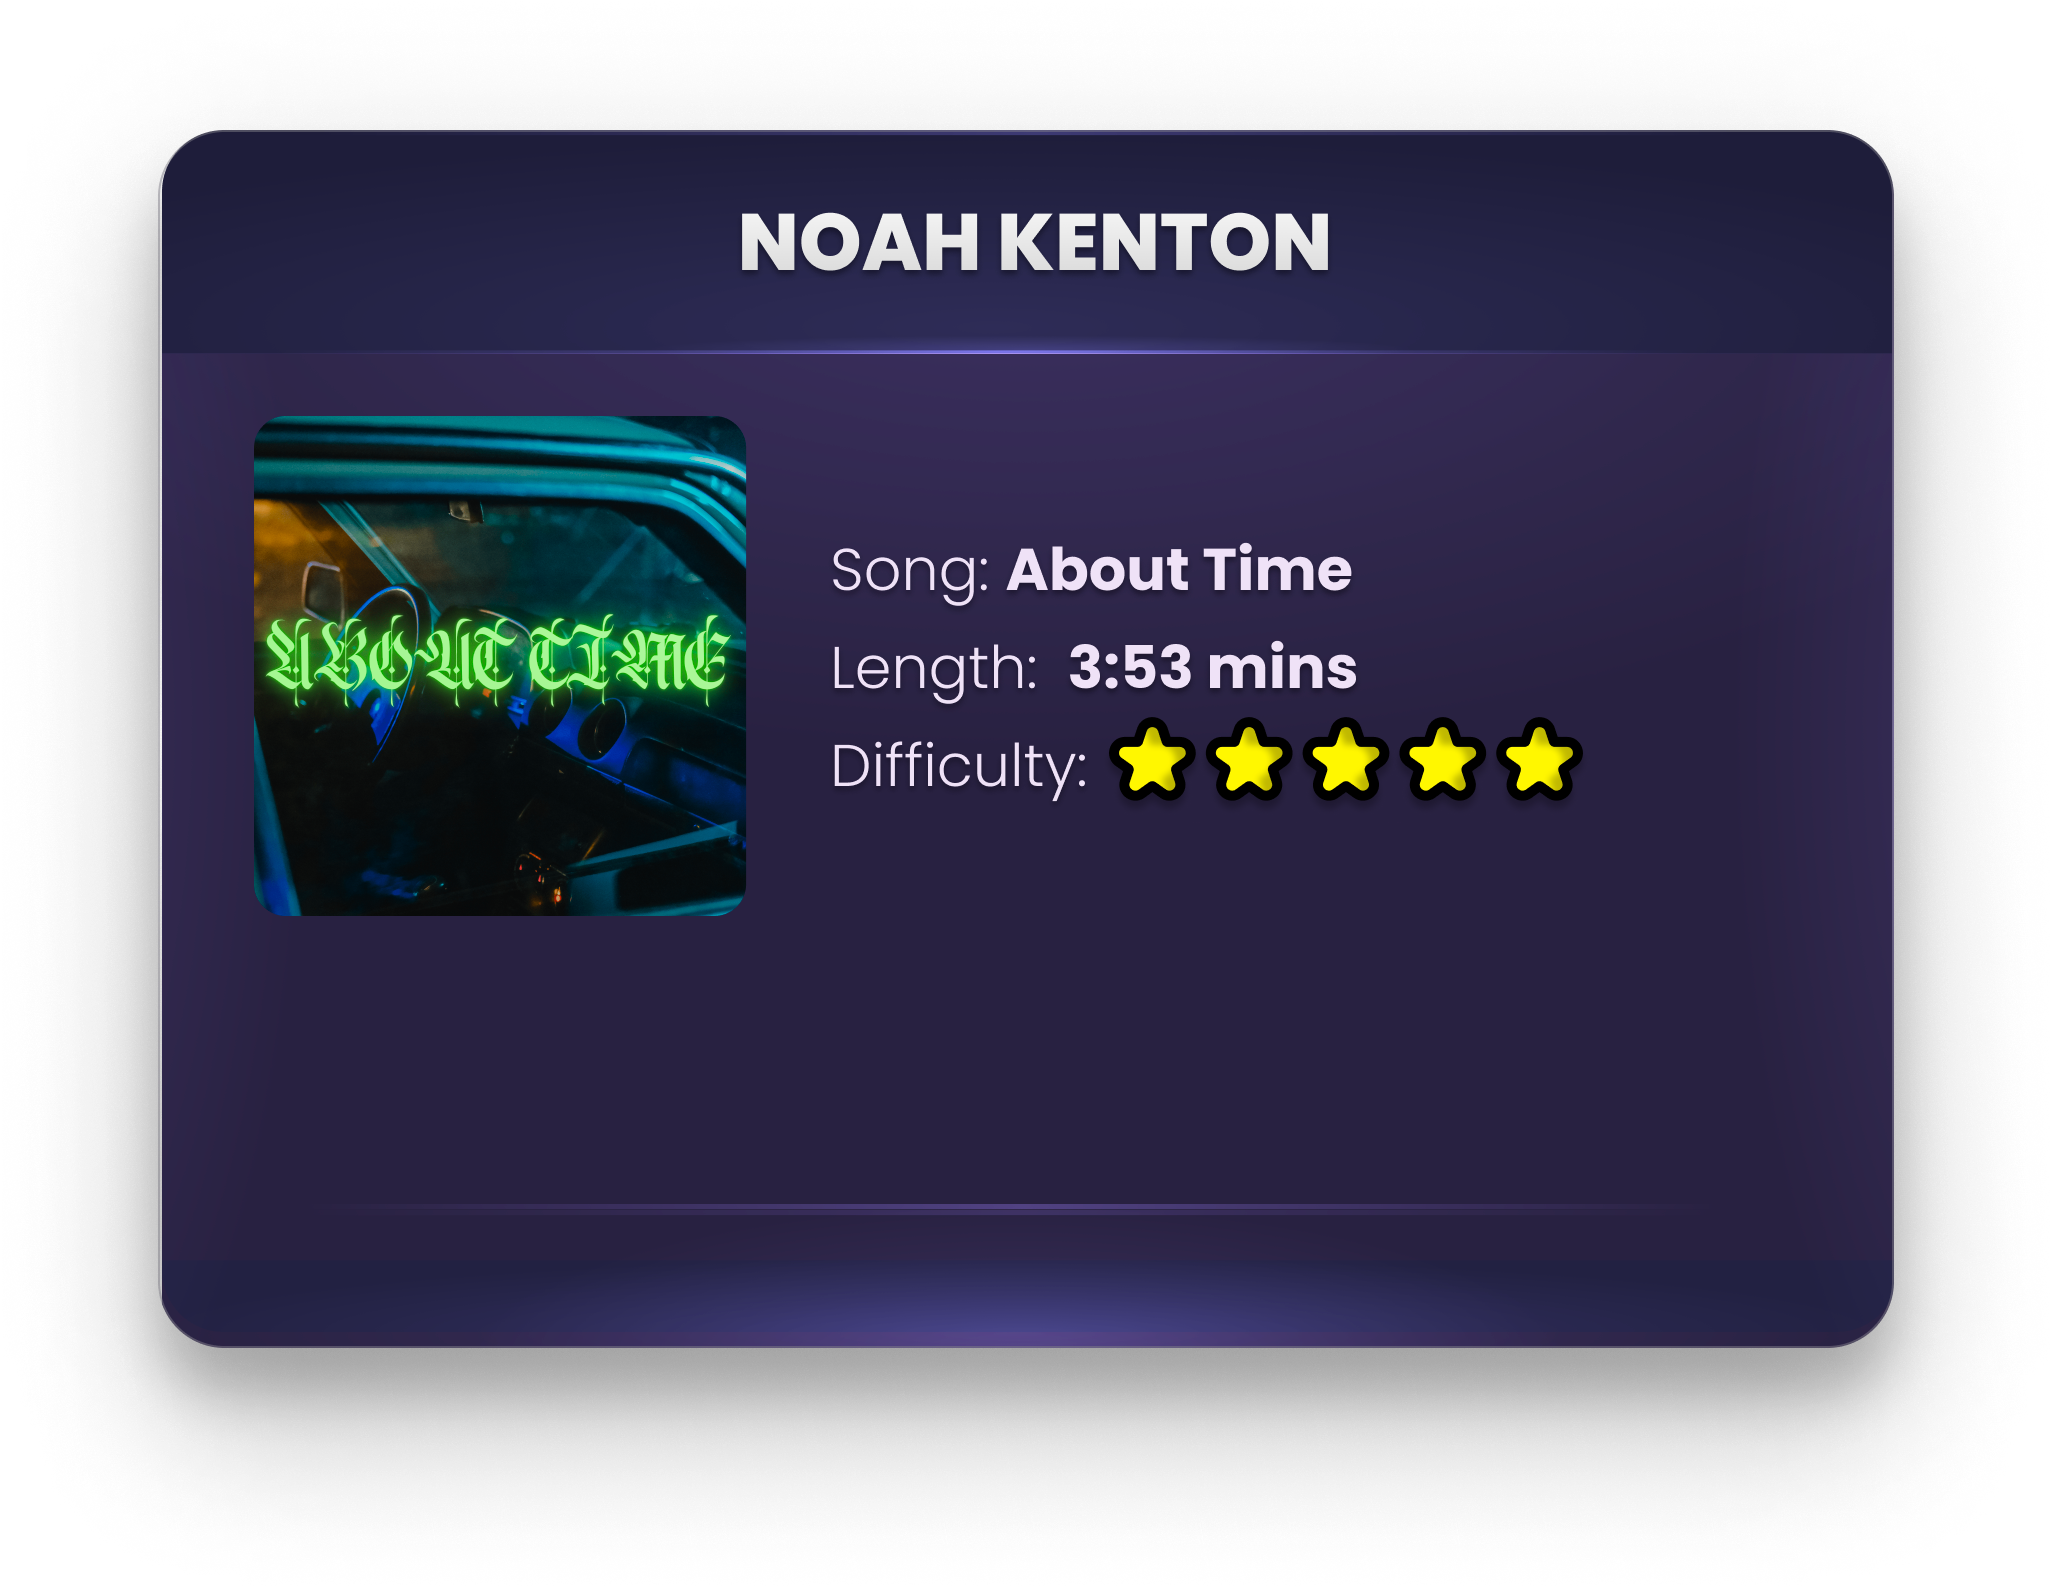 NOAH KENTON
ABOUT TIME
Song: About Time
Length: 3:53 mins
Difficulty: